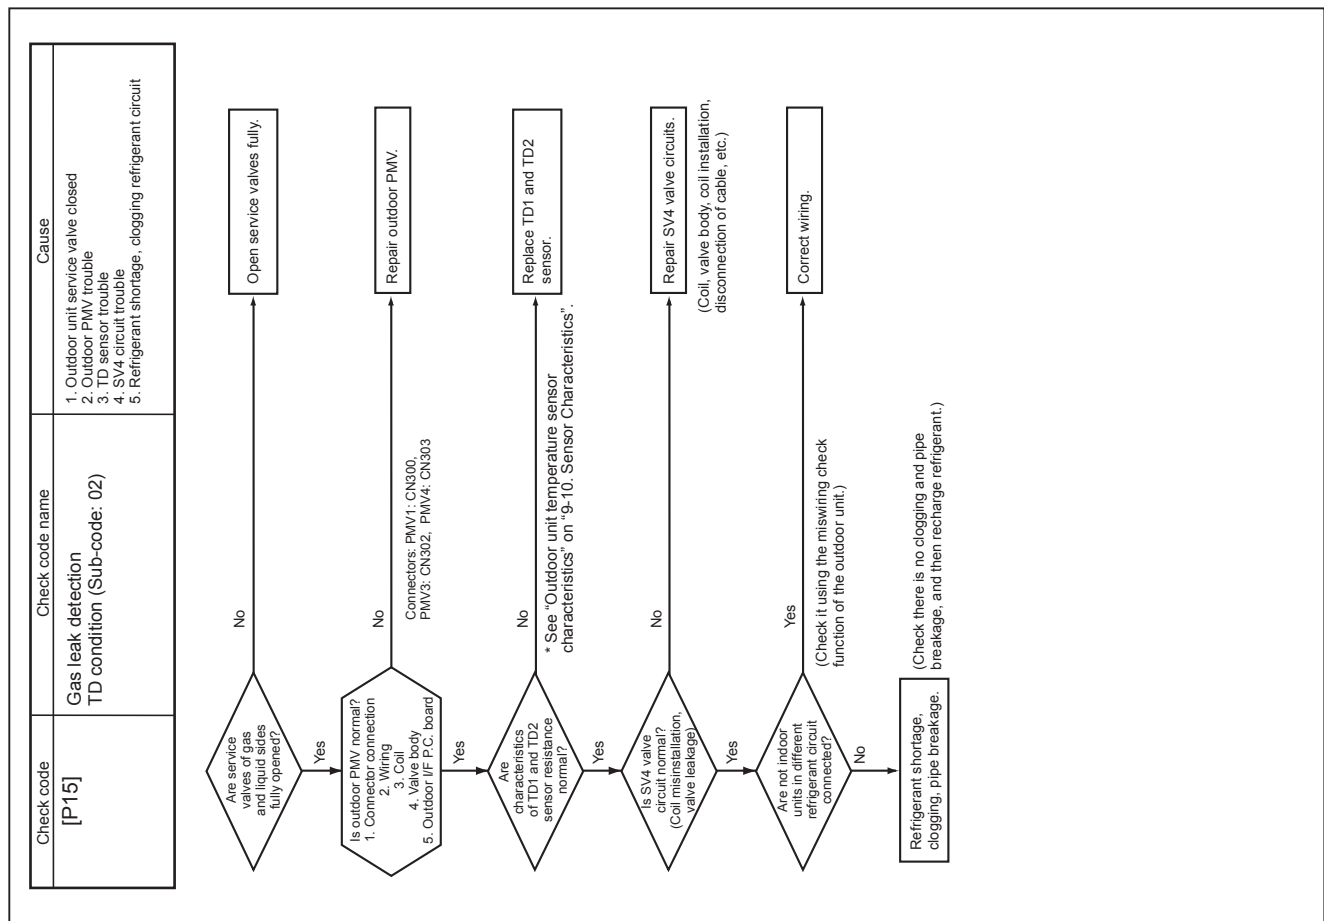 Check code
Check code name
Cause
[P15]
Gas leak detection
TD condition (Sub-code: 02)
1. Outdoor unit service valve closed
2. Outdoor PMV trouble
3. TD sensor trouble
4. SV4 circuit trouble
5. Refrigerant shortage, clogging refrigerant circuit
Are service
valves of gas
and liquid sides
fully opened?
No
Open service valves fully.
Yes
Is outdoor PMV normal?
1. Connector connection
2. Wiring
3. Coil
4. Valve body
5. Outdoor I/F P.C. board
No
Repair outdoor PMV.
Connectors: PMV1: CN300,
PMV3: CN302, PMV4: CN303
Yes
Are
characteristics
of TD1 and TD2
sensor resistance
normal?
No
Replace TD1 and TD2
sensor.
* See “Outdoor unit temperature sensor
characteristics” on “9-10. Sensor Characteristics”.
Yes
Is SV4 valve
circuit normal?
(Coil misinstallation,
valve leakage)
No
Repair SV4 valve circuits.
(Coil, valve body, coil installation,
disconnection of cable, etc.)
Yes
Are not indoor
units in different
refrigerant circuit
connected?
Yes
Correct wiring.
(Check it using the miswiring check
function of the outdoor unit.)
No
Refrigerant shortage,
clogging, pipe breakage.
(Check there is no clogging and pipe
breakage, and then recharge refrigerant.)